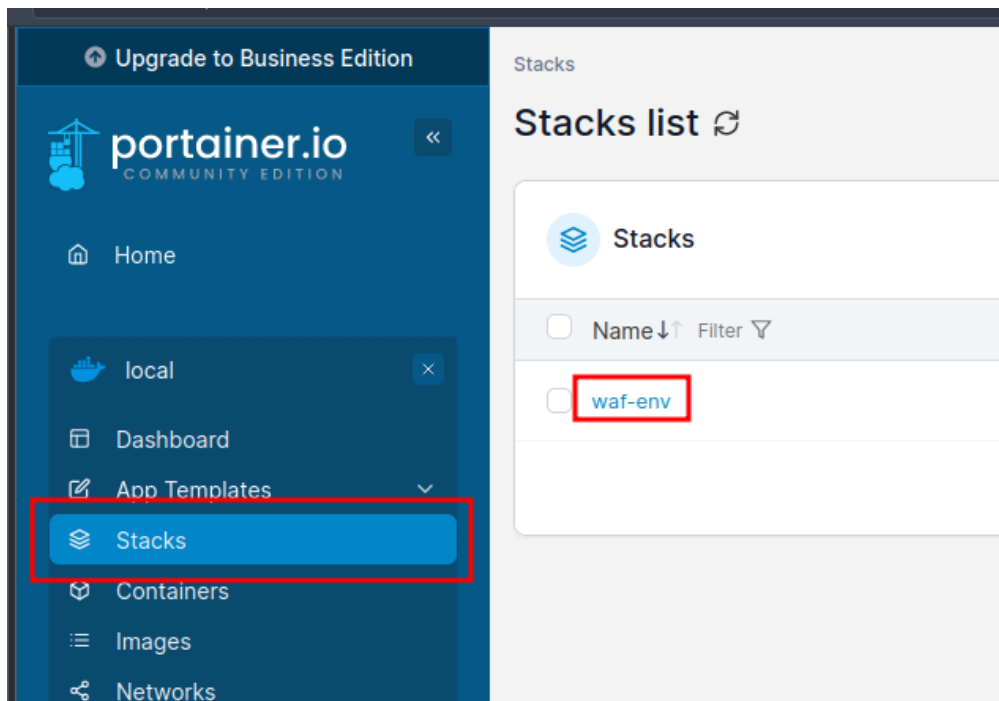 Upgrade to Business Edition
portainer.io
COMMUNITY EDITION
Home
local
Dashboard
App Templates
Stacks
Containers
Images
Networks
Stacks
Stacks list
Stacks
Name Filter
waf-env